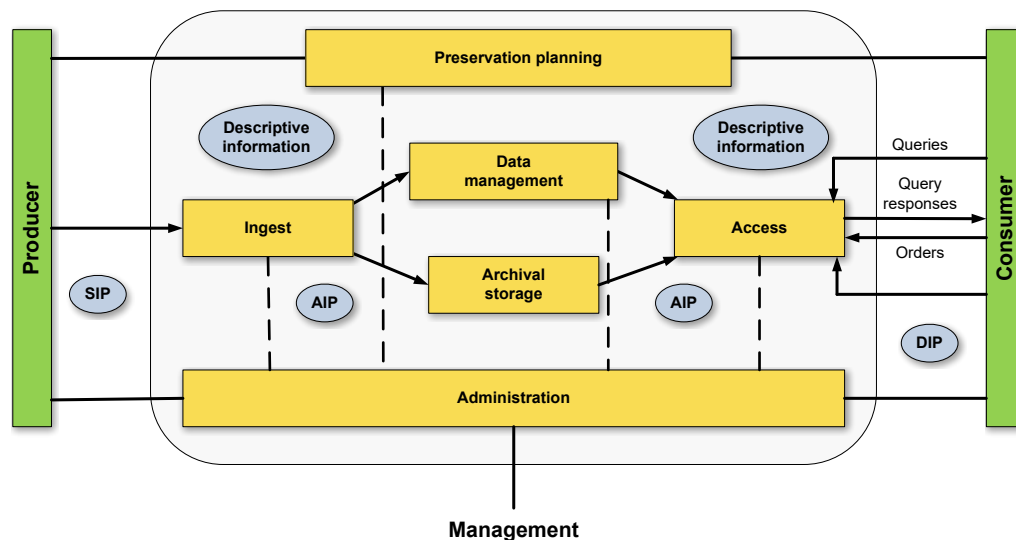 Preservation planning
Producer
Consumer
Descriptive
information
Descriptive
information
Data
management
Queries
Query
responses
Ingest
Access
Orders
Archival
storage
SIP
AIP
AIP
DIP
Administration
Management